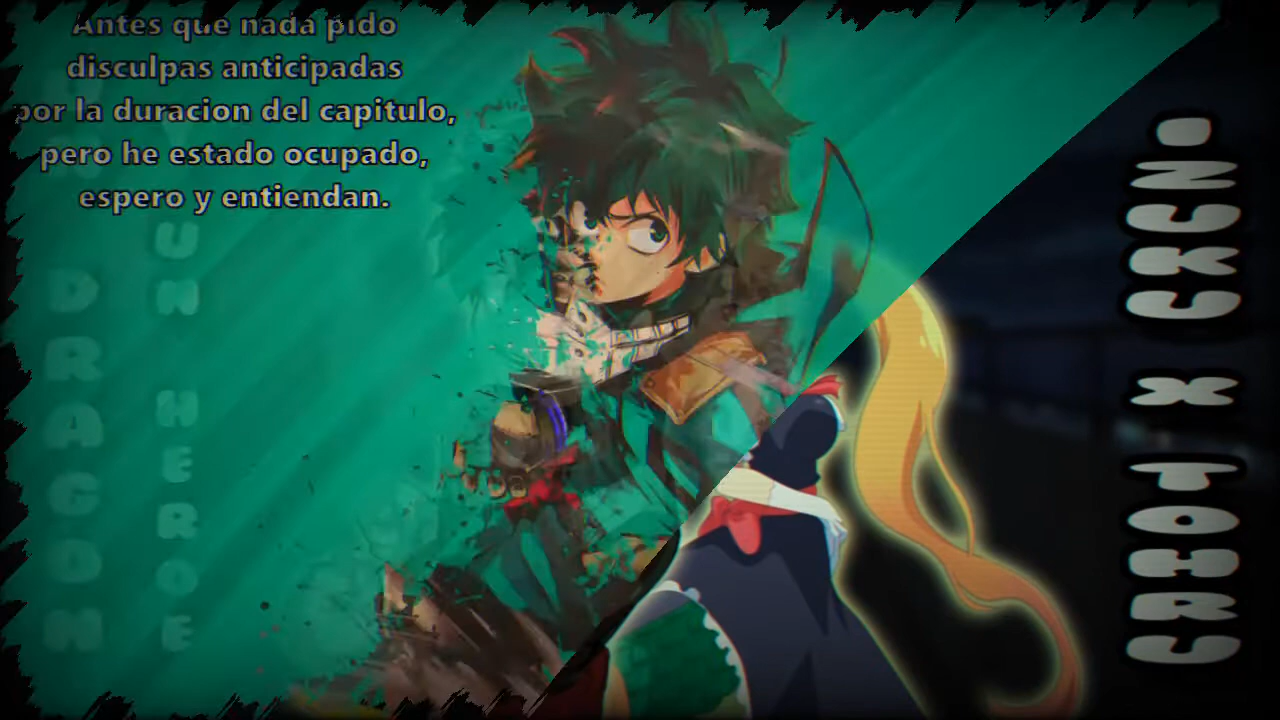 Antes que nada pido
disculpas anticipadas
por la duracion del capitulo,
pero he estado ocupado,
espero y entiendan.
UN DRAGON
Y UN HEROE
IZUKU X TOHRU